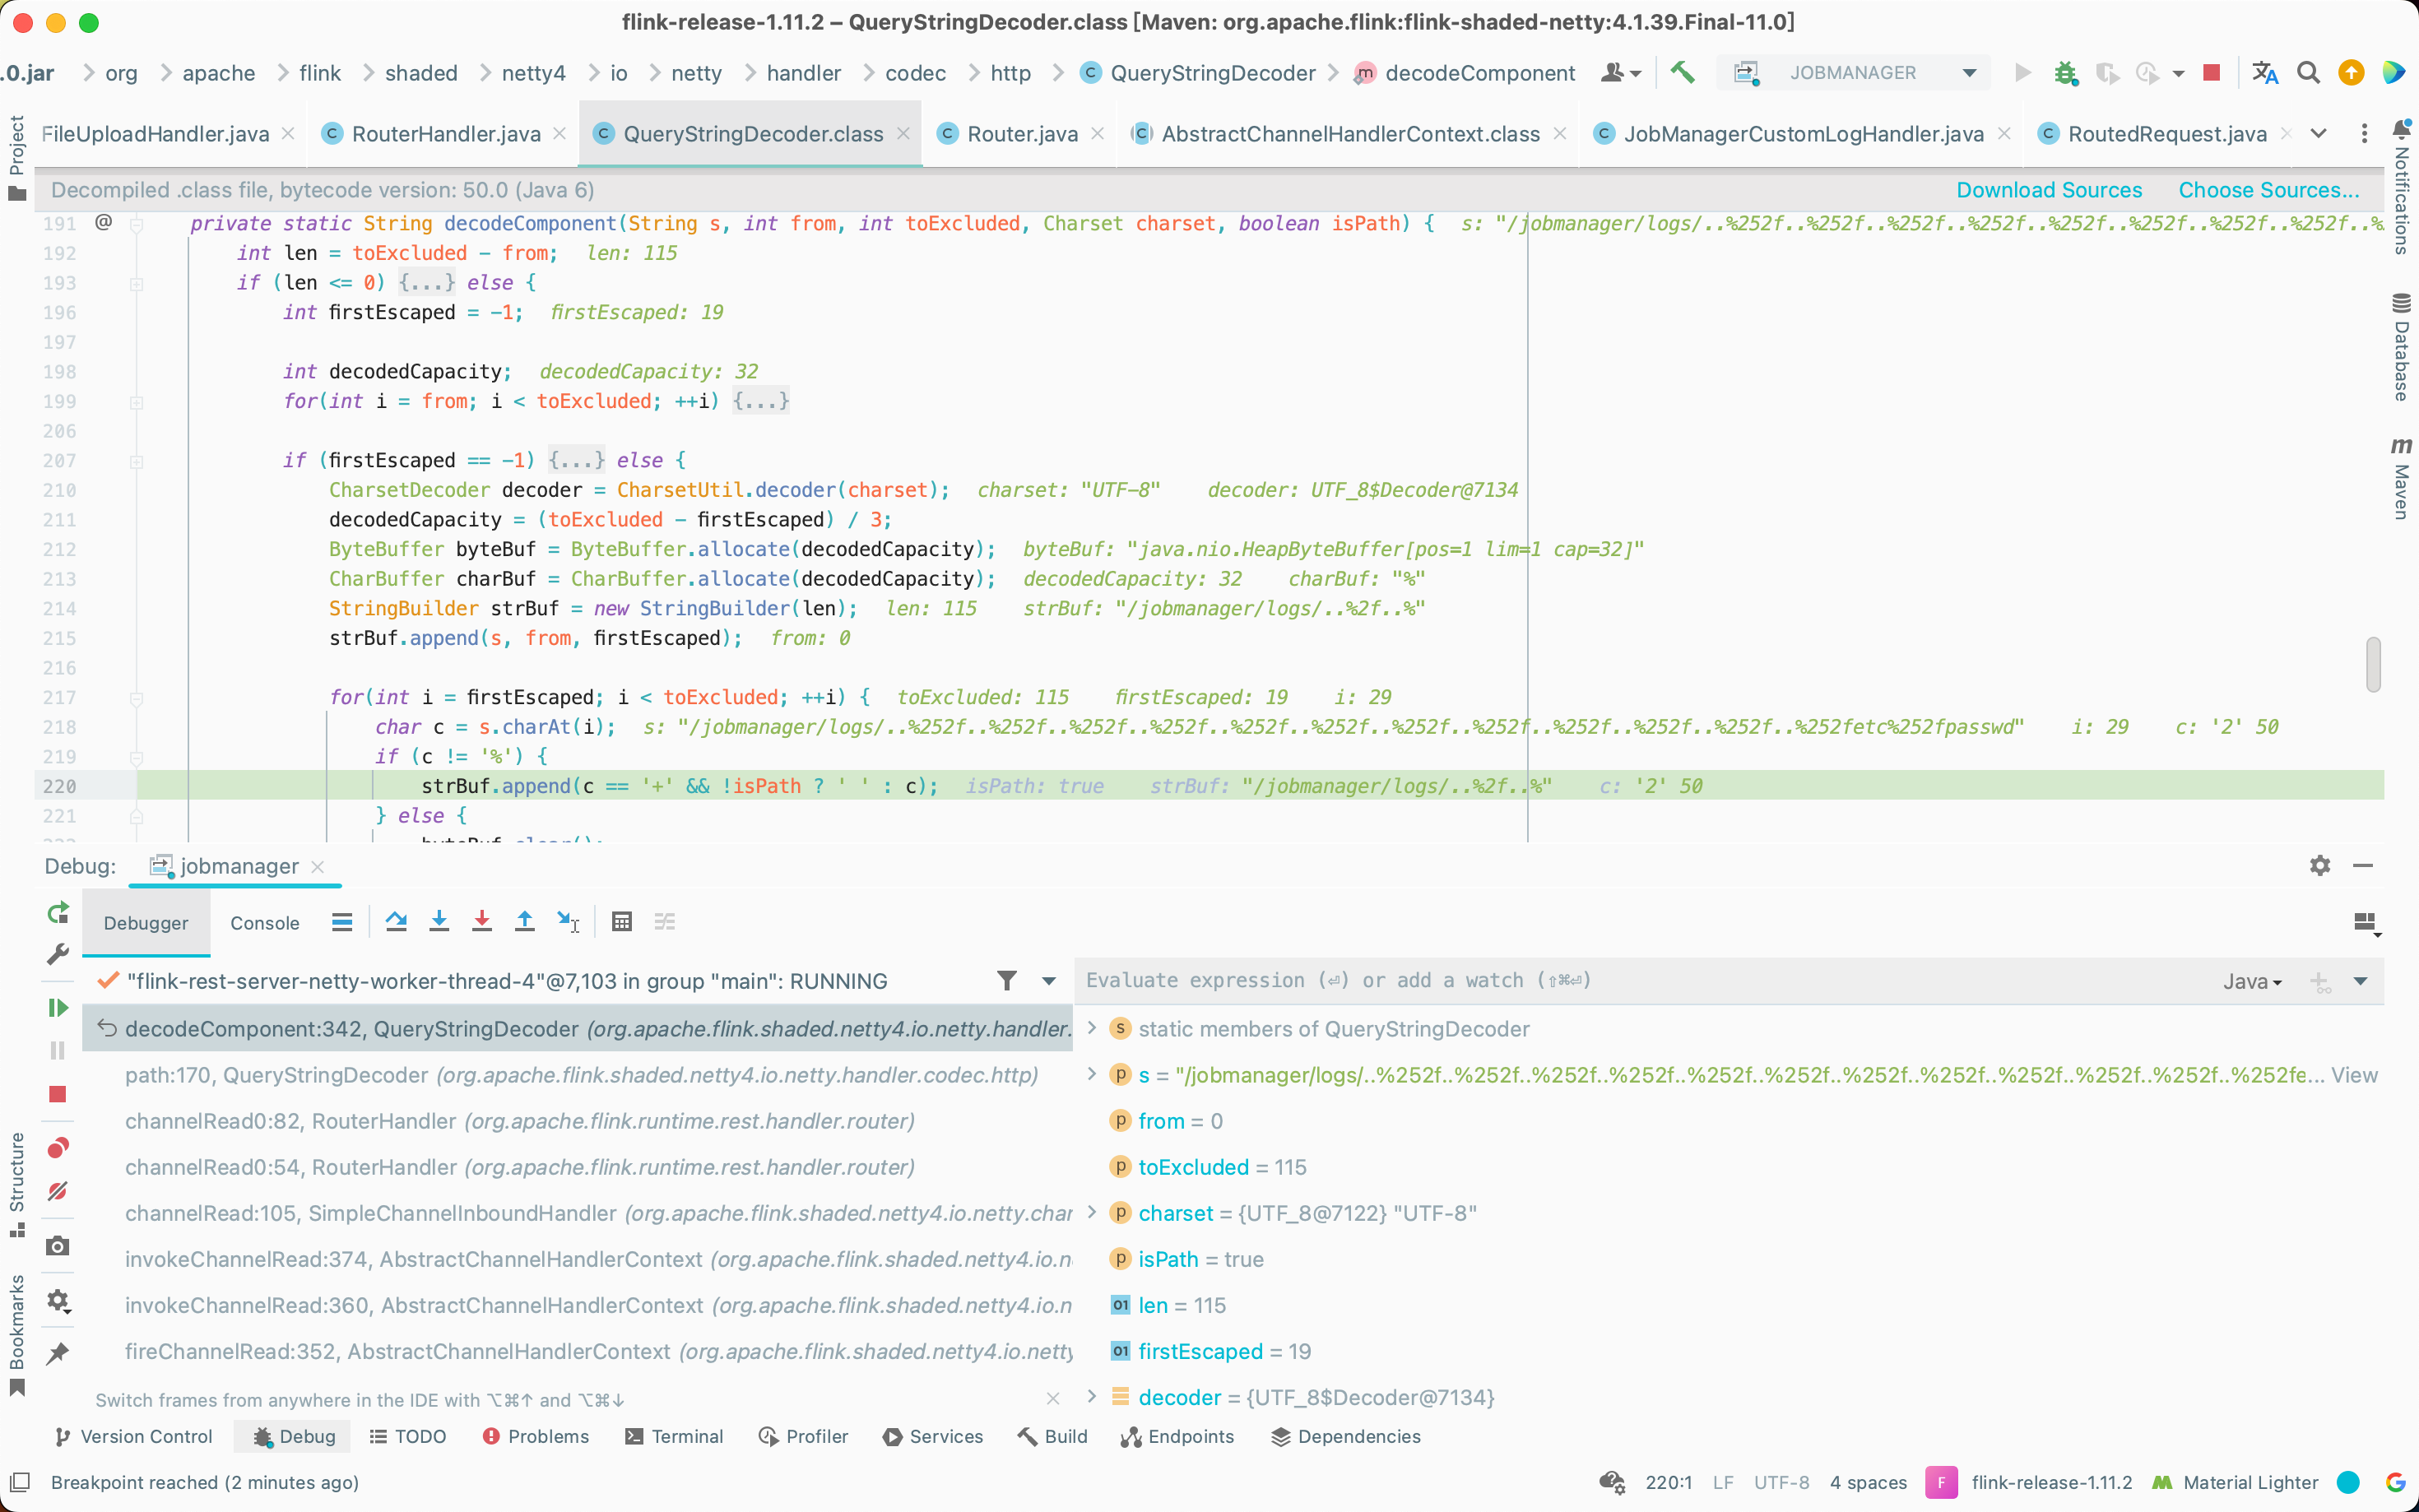 flink-release-1.11.2 – QueryStringDecoder.class [Maven: org.apache.flink:flink-shaded-netty:4.1.39.Final-11.0]
.0.jar org apache flink shaded netty4 io netty handler codec http QueryStringDecoder decodeComponent JOBMANAGER
FileUploadHandler.java RouterHandler.java QueryStringDecoder.class Router.java AbstractChannelHandlerContext.class JobManagerCustomLogHandler.java RoutedRequest.java
Decompiled .class file, bytecode version: 50.0 (Java 6) Download Sources Choose Sources...
191 @ private static String decodeComponent(String s, int from, int toExcluded, Charset charset, boolean isPath) { s: "/jobmanager/logs/..%252f..%252f..%252f..%252f..%252f..%252f..%252f..%252f..%
192 int len = toExcluded - from; len: 115
193 if (len <= 0) {...} else {
196 int firstEscaped = -1; firstEscaped: 19
197
198 int decodedCapacity; decodedCapacity: 32
199 for(int i = from; i < toExcluded; ++i) {...}
206
207 if (firstEscaped == -1) {...} else {
210 CharsetDecoder decoder = CharsetUtil.decoder(charset); charset: "UTF-8" decoder: UTF_8$Decoder@7134
211 decodedCapacity = (toExcluded - firstEscaped) / 3;
212 ByteBuffer byteBuf = ByteBuffer.allocate(decodedCapacity); byteBuf: "java.nio.HeapByteBuffer[pos=1 lim=1 cap=32]"
213 CharBuffer charBuf = CharBuffer.allocate(decodedCapacity); decodedCapacity: 32 charBuf: "%"
214 StringBuilder strBuf = new StringBuilder(len); len: 115 strBuf: "/jobmanager/logs/..%2f..%"
215 strBuf.append(s, from, firstEscaped); from: 0
216
217 for(int i = firstEscaped; i < toExcluded; ++i) { toExcluded: 115 firstEscaped: 19 i: 29
218 char c = s.charAt(i); s: "/jobmanager/logs/..%252f..%252f..%252f..%252f..%252f..%252f..%252f..%252f..%252f..%252f..%252f..%252fetc%252fpasswd" i: 29 c: '2' 50
219 if (c != '%') {
220 strBuf.append(c == '+' && !isPath ? ' ' : c); isPath: true strBuf: "/jobmanager/logs/..%2f..%" c: '2' 50
221 } else {
Debug: jobmanager
Debugger Console
"flink-rest-server-netty-worker-thread-4"@7,103 in group "main": RUNNING
Evaluate expression (⏎) or add a watch (⇧⌘⏎) Java
decodeComponent:342, QueryStringDecoder (org.apache.flink.shaded.netty4.io.netty.handler.
path:170, QueryStringDecoder (org.apache.flink.shaded.netty4.io.netty.handler.codec.http)
channelRead0:82, RouterHandler (org.apache.flink.runtime.rest.handler.router)
channelRead0:54, RouterHandler (org.apache.flink.runtime.rest.handler.router)
channelRead:105, SimpleChannelInboundHandler (org.apache.flink.shaded.netty4.io.netty.char
invokeChannelRead:374, AbstractChannelHandlerContext (org.apache.flink.shaded.netty4.io.n
invokeChannelRead:360, AbstractChannelHandlerContext (org.apache.flink.shaded.netty4.io.n
fireChannelRead:352, AbstractChannelHandlerContext (org.apache.flink.shaded.netty4.io.netty
Switch frames from anywhere in the IDE with ⌥⌘↑ and ⌥⌘↓
static members of QueryStringDecoder
s = "/jobmanager/logs/..%252f..%252f..%252f..%252f..%252f..%252f..%252f..%252f..%252f..%252f..%252f..%252fe... View
from = 0
toExcluded = 115
charset = {UTF_8@7122} "UTF-8"
isPath = true
len = 115
firstEscaped = 19
decoder = {UTF_8$Decoder@7134}
Version Control Debug TODO Problems Terminal Profiler Services Build Endpoints Dependencies
Breakpoint reached (2 minutes ago) 220:1 LF UTF-8 4 spaces F flink-release-1.11.2 Material Lighter
Project
Structure
Bookmarks
Notifications
Database
Maven